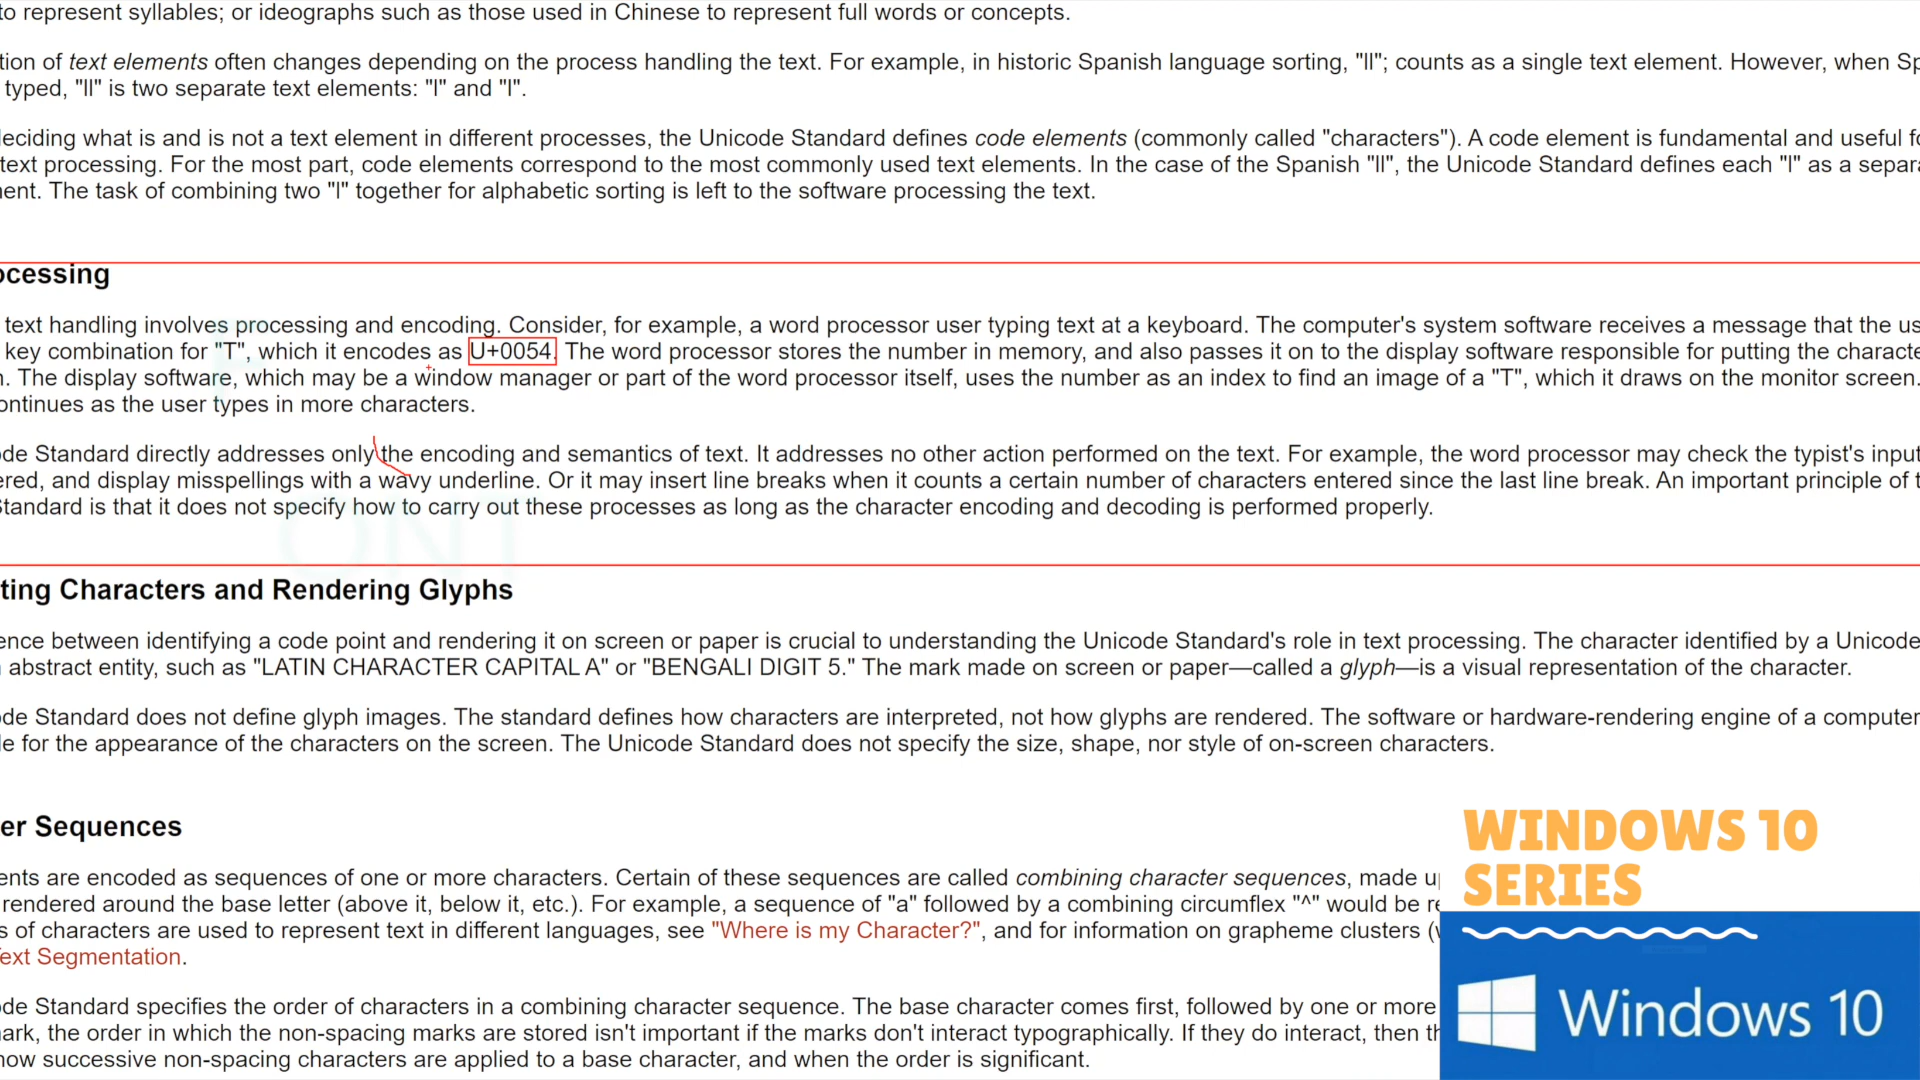 to represent syllables; or ideographs such as those used in Chinese to represent full words or concepts.
tion of text elements often changes depending on the process handling the text. For example, in historic Spanish language sorting, "ll"; counts as a single text element. However, when Sp
typed, "ll" is two separate text elements: "l" and "l".
deciding what is and is not a text element in different processes, the Unicode Standard defines code elements (commonly called "characters"). A code element is fundamental and useful fo
text processing. For the most part, code elements correspond to the most commonly used text elements. In the case of the Spanish "ll", the Unicode Standard defines each "l" as a separa
ent. The task of combining two "l" together for alphabetic sorting is left to the software processing the text.
ocessing
text handling involves processing and encoding. Consider, for example, a word processor user typing text at a keyboard. The computer's system software receives a message that the us
key combination for "T", which it encodes as U+0054. The word processor stores the number in memory, and also passes it on to the display software responsible for putting the characte
n. The display software, which may be a window manager or part of the word processor itself, uses the number as an index to find an image of a "T", which it draws on the monitor screen.
ontinues as the user types in more characters.
de Standard directly addresses only the encoding and semantics of text. It addresses no other action performed on the text. For example, the word processor may check the typist's input
ered, and display misspellings with a wavy underline. Or it may insert line breaks when it counts a certain number of characters entered since the last line break. An important principle of t
Standard is that it does not specify how to carry out these processes as long as the character encoding and decoding is performed properly.
ONT
ting Characters and Rendering Glyphs
ence between identifying a code point and rendering it on screen or paper is crucial to understanding the Unicode Standard's role in text processing. The character identified by a Unicode
abstract entity, such as "LATIN CHARACTER CAPITAL A" or "BENGALI DIGIT 5." The mark made on screen or paper—called a glyph—is a visual representation of the character.
de Standard does not define glyph images. The standard defines how characters are interpreted, not how glyphs are rendered. The software or hardware-rendering engine of a computer
le for the appearance of the characters on the screen. The Unicode Standard does not specify the size, shape, nor style of on-screen characters.
er Sequences
ents are encoded as sequences of one or more characters. Certain of these sequences are called combining character sequences, made u
rendered around the base letter (above it, below it, etc.). For example, a sequence of "a" followed by a combining circumflex "^" would be re
s of characters are used to represent text in different languages, see "Where is my Character?", and for information on grapheme clusters (
ext Segmentation.
de Standard specifies the order of characters in a combining character sequence. The base character comes first, followed by one or more
ark, the order in which the non-spacing marks are stored isn't important if the marks don't interact typographically. If they do interact, then th
how successive non-spacing characters are applied to a base character, and when the order is significant.
WINDOWS 10
SERIES
Windows 10